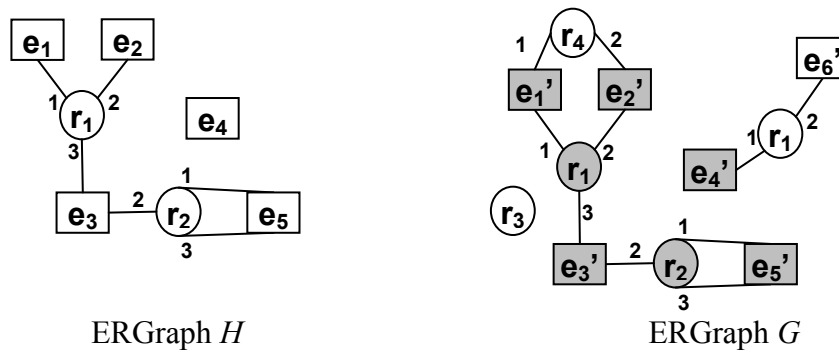 e1 e2
1 2
r1
3
e4
e3 2 r2 1 3 e5
ERGraph H
r4
1 2
e1’ e2’
1 2
r1
3
r3
e3’ 2 r2 1 3 e5’
e6’
2
r1
1
e4’
ERGraph G